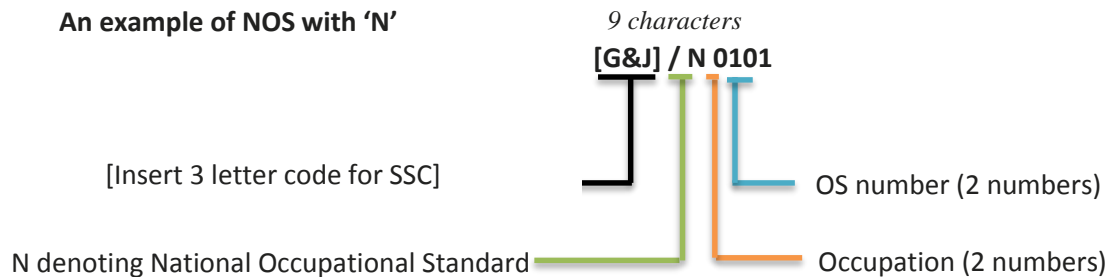 An example of NOS with ‘N’
9 characters
[G&J] / N 0101
[Insert 3 letter code for SSC]
OS number (2 numbers)
N denoting National Occupational Standard
Occupation (2 numbers)